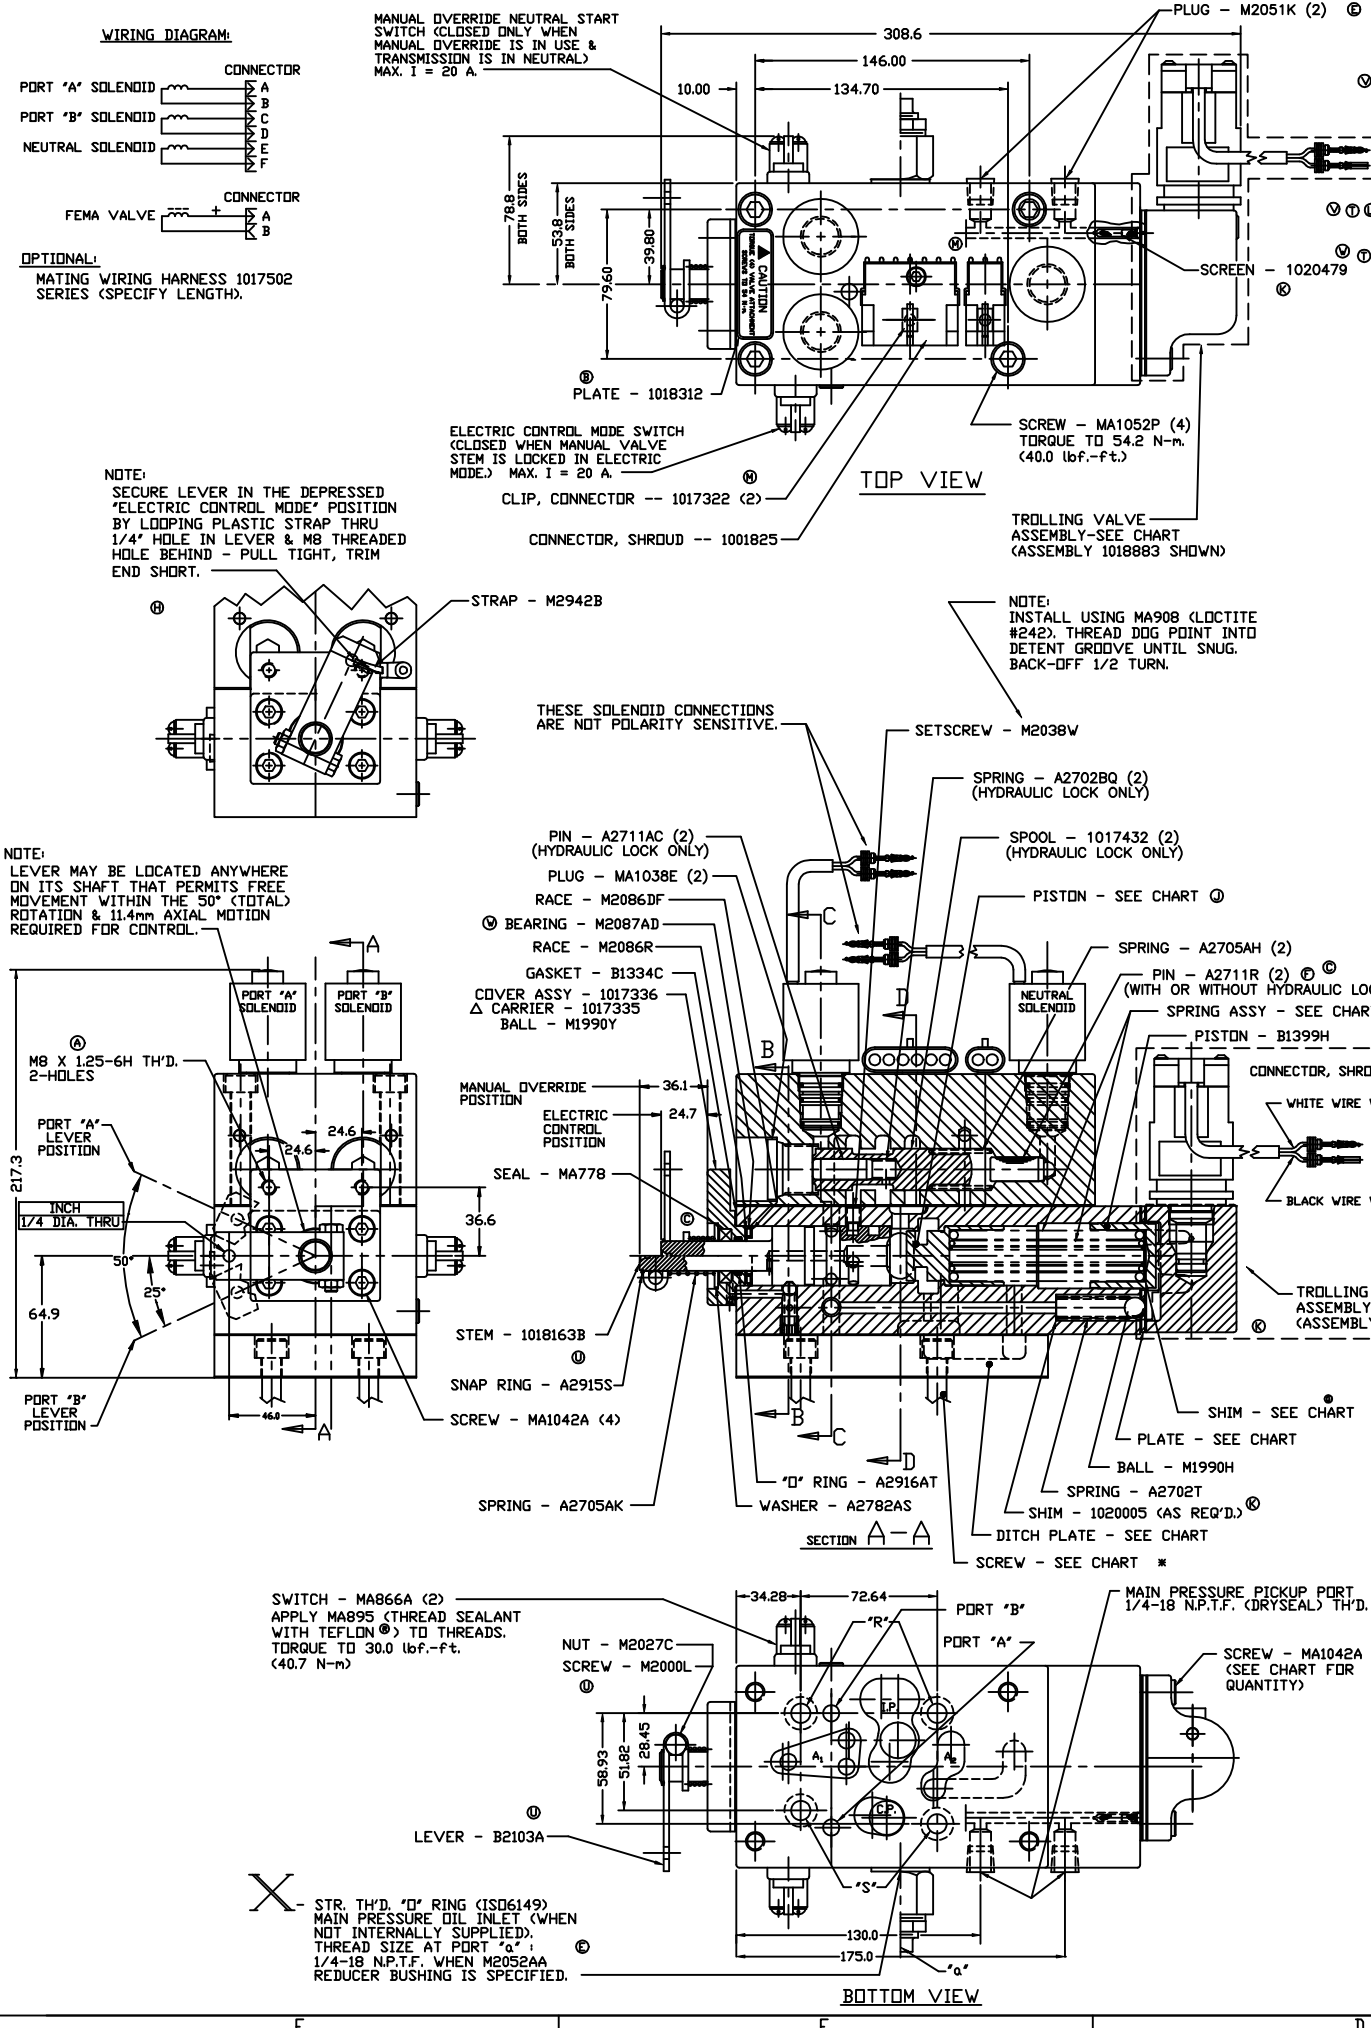 WIRING DIAGRAM:
CONNECTOR
PORT "A" SOLENOID
A
B
PORT "B" SOLENOID
C
D
NEUTRAL SOLENOID
E
F
CONNECTOR
FEMA VALVE
+
A
B
OPTIONAL:
MATING WIRING HARNESS 1017502
SERIES (SPECIFY LENGTH).
MANUAL OVERRIDE NEUTRAL START
SWITCH (CLOSED ONLY WHEN
MANUAL OVERRIDE IS IN USE &
TRANSMISSION IS IN NEUTRAL)
MAX. I = 20 A.
PLUG - M2051K (2) E
308.6
146.00
10.00
134.70
78.8
BOTH SIDES
53.8
BOTH SIDES
39.80
79.60
CAUTION
TORQUE (4) VALVE ATTACHMENT
SCREWS TO 54 N-m.
M
V
V T
W T
SCREEN - 1020479
K
B
PLATE - 1018312
ELECTRIC CONTROL MODE SWITCH
(CLOSED WHEN MANUAL VALVE
STEM IS LOCKED IN ELECTRIC
MODE.) MAX. I = 20 A.
M
CLIP, CONNECTOR -- 1017322 (2)
CONNECTOR, SHROUD -- 1001825
SCREW - MA1052P (4)
TORQUE TO 54.2 N-m.
(40.0 lbf.-ft.)
TOP VIEW
TROLLING VALVE
ASSEMBLY-SEE CHART
(ASSEMBLY 1018883 SHOWN)
NOTE:
SECURE LEVER IN THE DEPRESSED
"ELECTRIC CONTROL MODE" POSITION
BY LOOPING PLASTIC STRAP THRU
1/4" HOLE IN LEVER & M8 THREADED
HOLE BEHIND - PULL TIGHT, TRIM
END SHORT.
H
STRAP - M2942B
NOTE:
INSTALL USING MA908 (LOCTITE
#242). THREAD DOG POINT INTO
DETENT GROOVE UNTIL SNUG.
BACK-OFF 1/2 TURN.
THESE SOLENOID CONNECTIONS
ARE NOT POLARITY SENSITIVE.
SETSCREW - M2038W
SPRING - A2702BQ (2)
(HYDRAULIC LOCK ONLY)
PIN - A2711AC (2)
(HYDRAULIC LOCK ONLY)
SPOOL - 1017432 (2)
(HYDRAULIC LOCK ONLY)
PLUG - MA1038E (2)
PISTON - SEE CHART J
RACE - M2086DF
W BEARING - M2087AD
RACE - M2086R
GASKET - B1334C
COVER ASSY - 1017336
△ CARRIER - 1017335
BALL - M1990Y
SPRING - A2705AH (2)
PIN - A2711R (2) F C
(WITH OR WITHOUT HYDRAULIC LO
SPRING ASSY - SEE CHAR
PISTON - B1399H
CONNECTOR, SHRO
WHITE WIRE
BLACK WIRE
NOTE:
LEVER MAY BE LOCATED ANYWHERE
ON ITS SHAFT THAT PERMITS FREE
MOVEMENT WITHIN THE 50° (TOTAL)
ROTATION & 11.4mm AXIAL MOTION
REQUIRED FOR CONTROL.
A
PORT "A"
SOLENOID
PORT "B"
SOLENOID
A
M8 X 1.25-6H TH'D.
2-HOLES
PORT "A"
LEVER
POSITION
24.6
24.6
217.3
INCH
1/4 DIA. THRU
36.6
50°
25°
64.9
PORT "B"
LEVER
POSITION
46.0
A
SCREW - MA1042A (4)
C
D
B
NEUTRAL
SOLENOID
MANUAL OVERRIDE
POSITION
36.1
ELECTRIC
CONTROL
POSITION
24.7
SEAL - MA778
C
STEM - 1018163B
U
SNAP RING - A2915S
B
C
D
"O" RING - A2916AT
SPRING - A2705AK
WASHER - A2782AS
SECTION A-A
TROLLING
ASSEMBLY
(ASSEMBL
K
SHIM - SEE CHART
PLATE - SEE CHART
BALL - M1990H
SPRING - A2702T
SHIM - 1020005 (AS REQ'D.) K
DITCH PLATE - SEE CHART
SCREW - SEE CHART *
SWITCH - MA866A (2)
APPLY MA895 (THREAD SEALANT
WITH TEFLON ®) TO THREADS.
TORQUE TO 30.0 lbf.-ft.
(40.7 N-m)
NUT - M2027C
SCREW - M2000L
U
34.28
72.64
"R"
PORT "B"
PORT "A"
MAIN PRESSURE PICKUP PORT
1/4-18 N.P.T.F. (DRYSEAL) TH'D.
SCREW - MA1042A
(SEE CHART FOR
QUANTITY)
58.93
51.82
28.45
I.P.
A1
A2
C.P.
U
LEVER - B2103A
"S"
130.0
175.0
"a"
X - STR. TH'D. "O" RING (ISO6149)
MAIN PRESSURE OIL INLET (WHEN
NOT INTERNALLY SUPPLIED).
THREAD SIZE AT PORT "a" : E
1/4-18 N.P.T.F. WHEN M2052AA
REDUCER BUSHING IS SPECIFIED.
BOTTOM VIEW